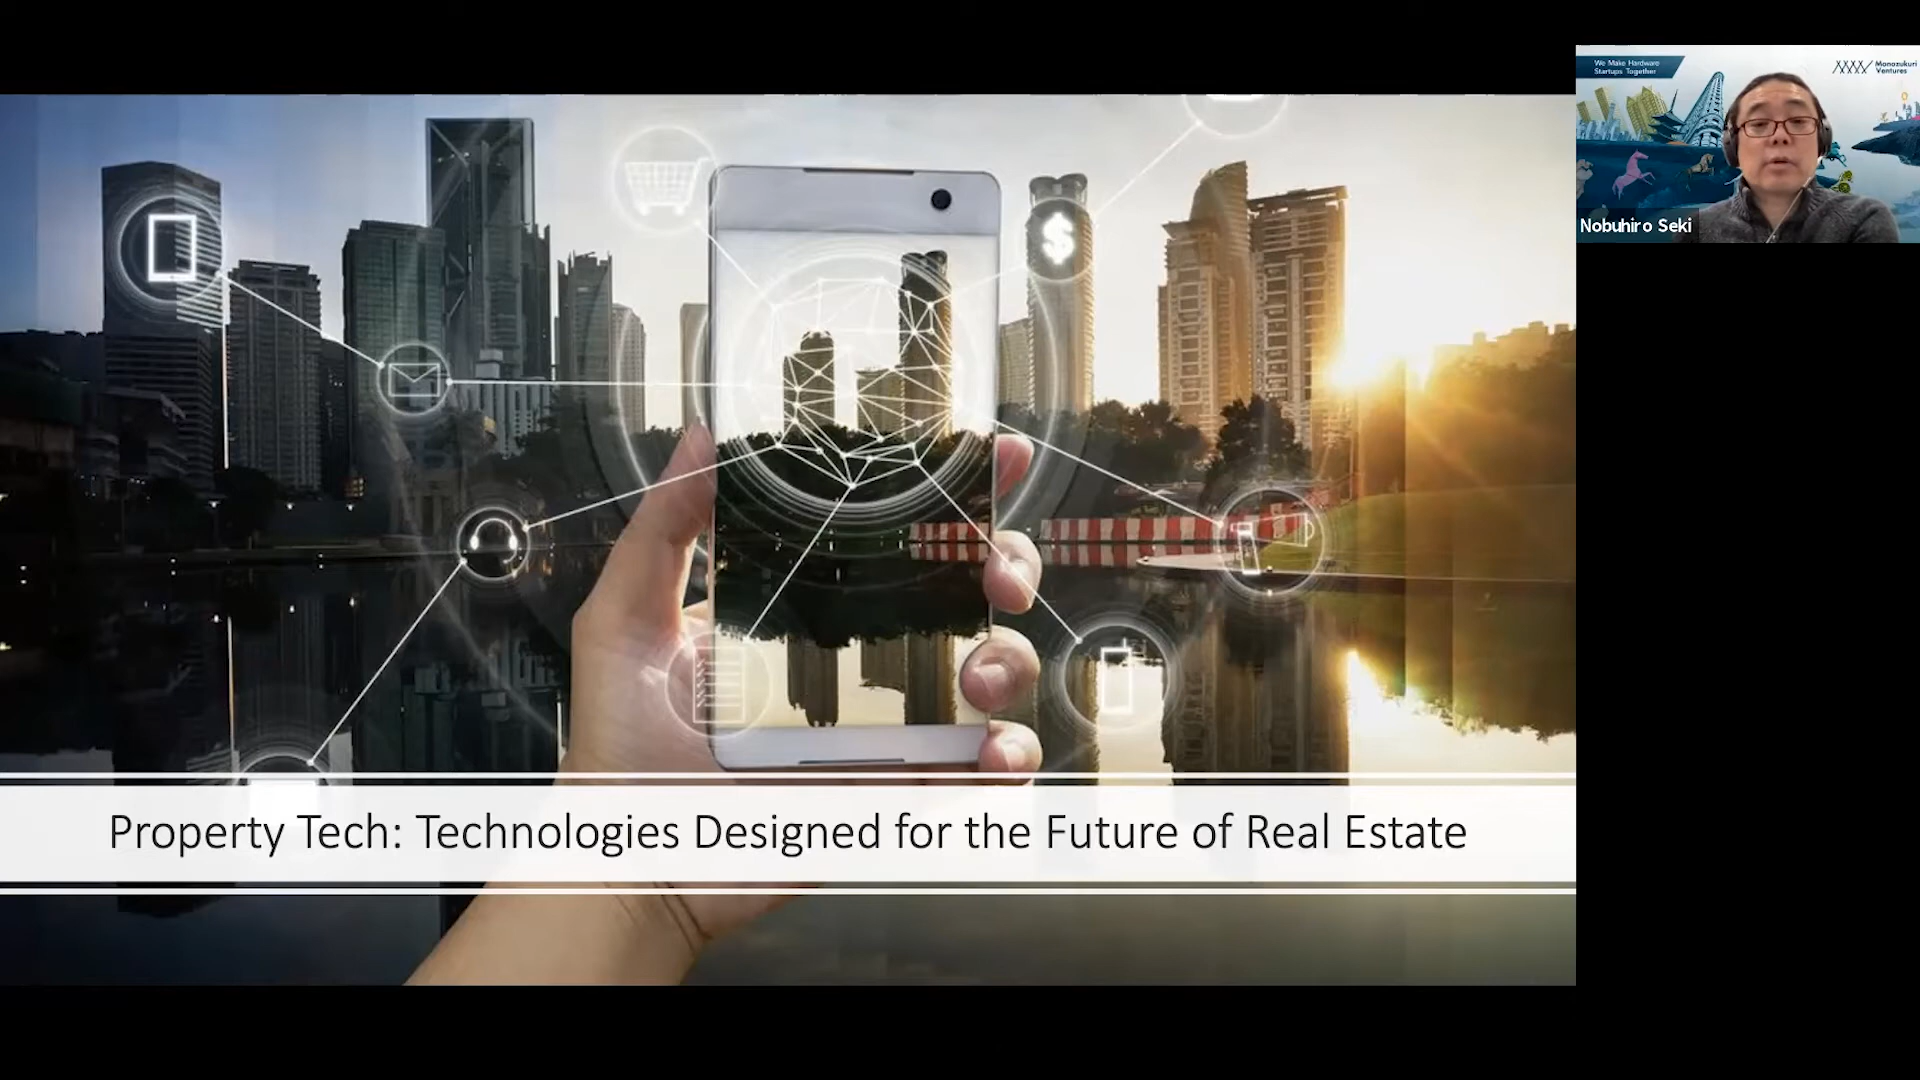 We Make Hardware
Startups Together
Monozukuri
Ventures
Nobuhiro Seki
Property Tech: Technologies Designed for the Future of Real Estate